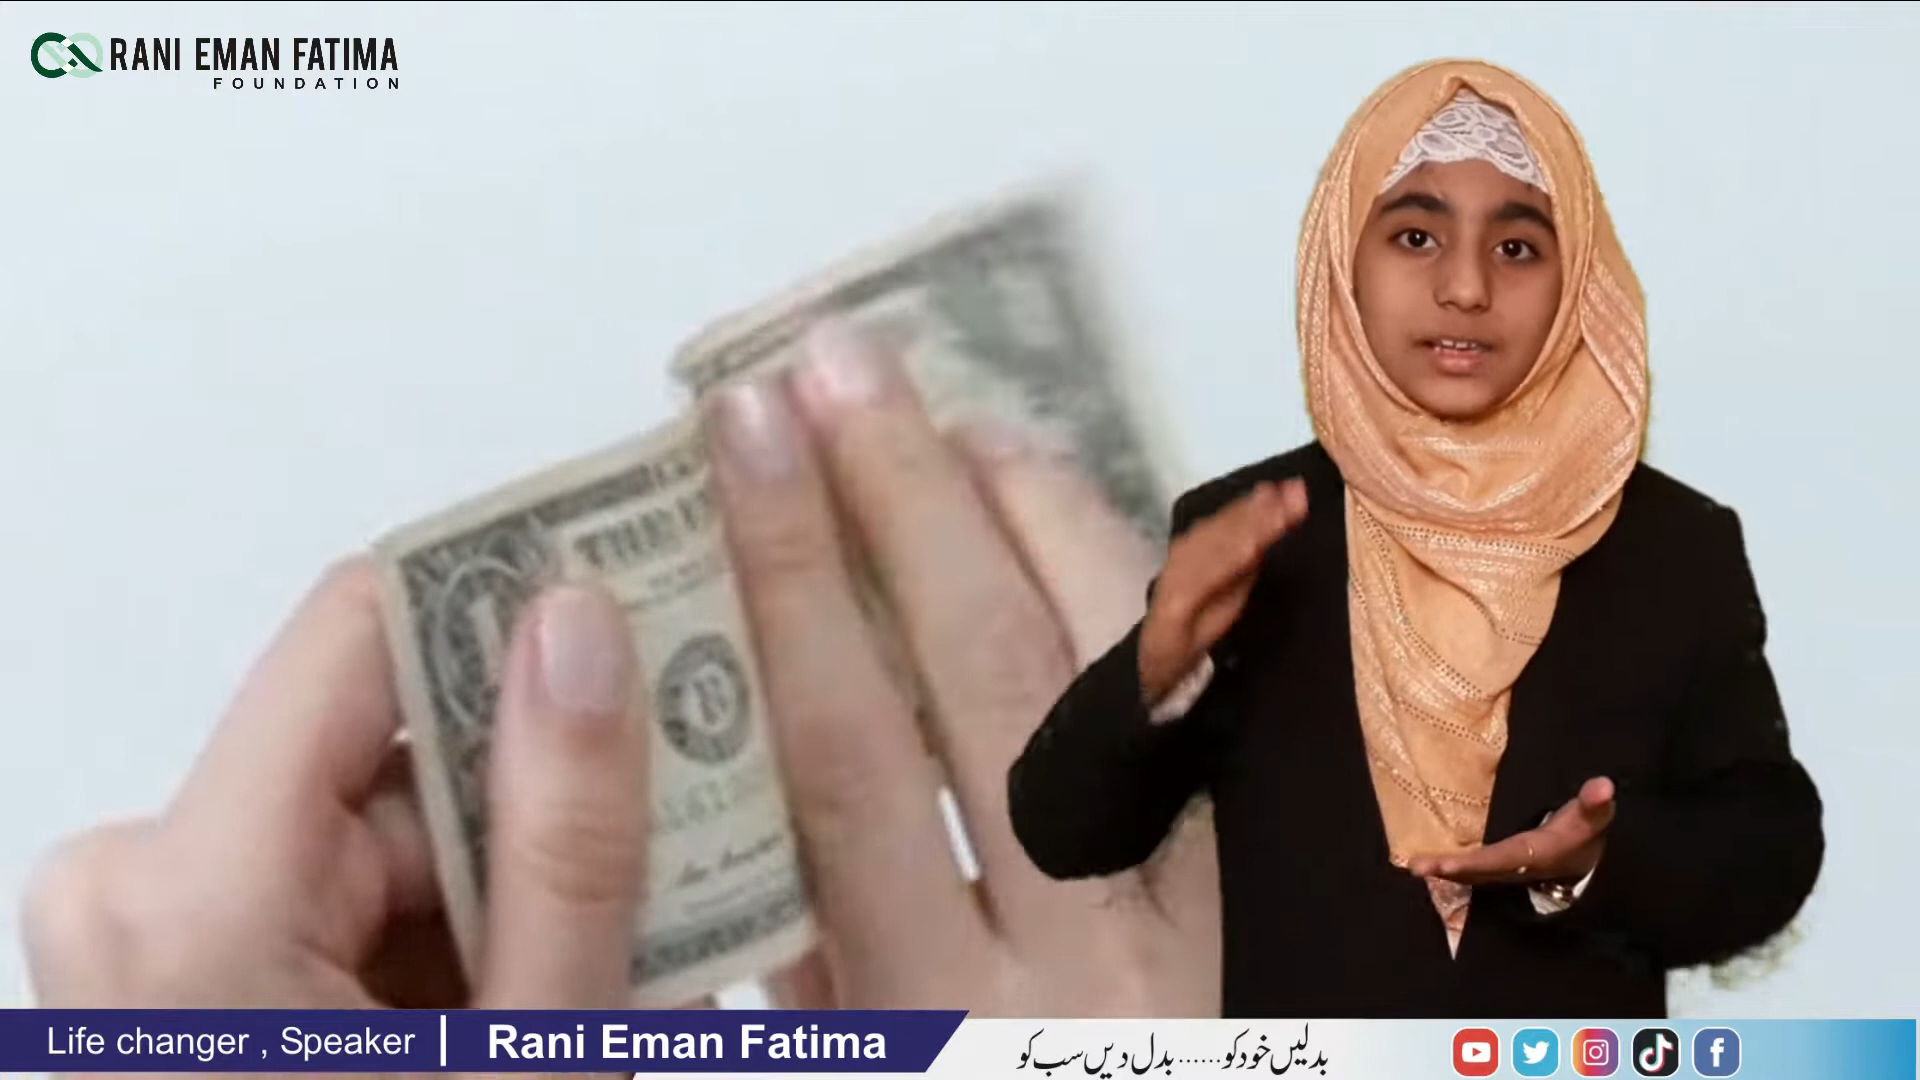 RANI EMAN FATIMA
FOUNDATION
Life changer , Speaker | Rani Eman Fatima
بدلیں خود کو......بدل دیں سب کو